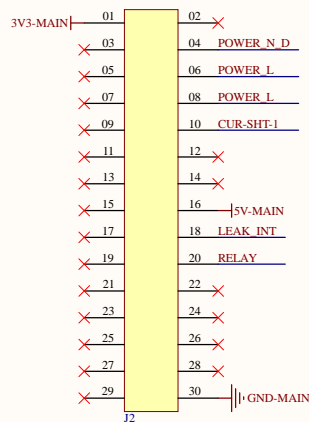 3V3-MAIN 01 02
03 04 POWER_N_D
05 06 POWER_L
07 08 POWER_L
09 10 CUR-SHT-1
11 12
13 14
15 16 5V-MAIN
17 18 LEAK_INT
19 20 RELAY
21 22
23 24
25 26
27 28
29 30 GND-MAIN
J2